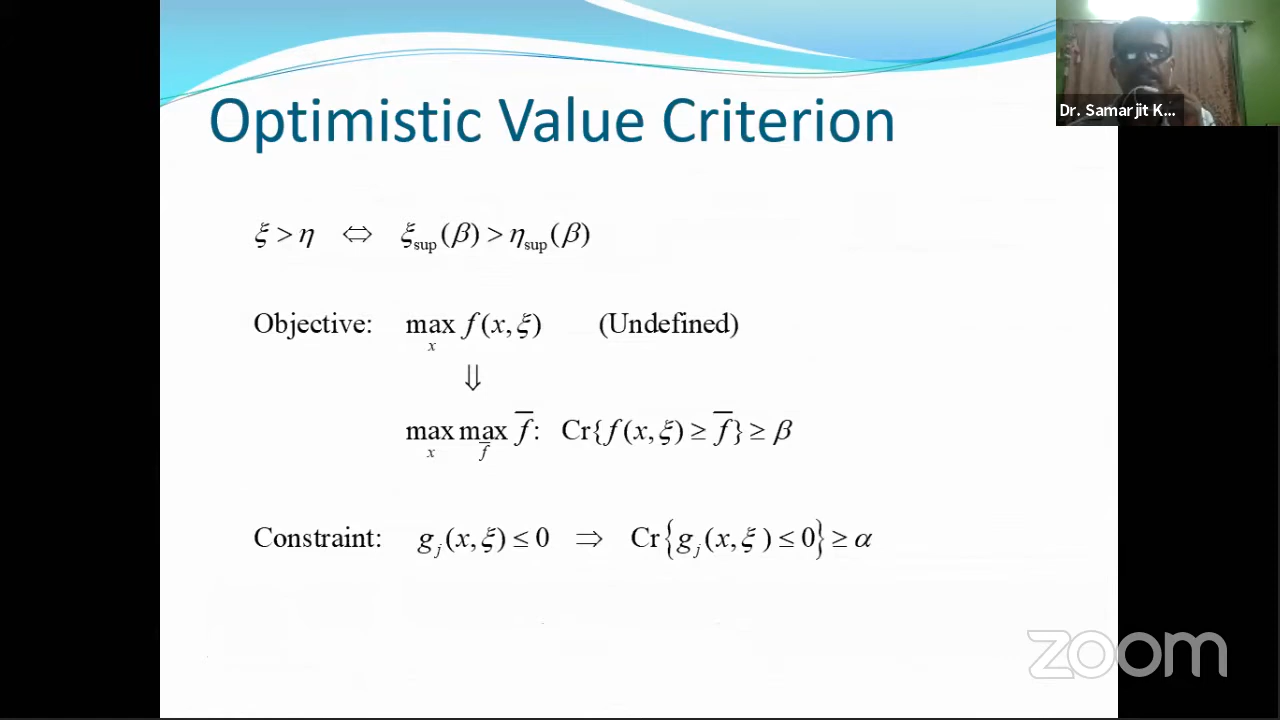 Optimistic Value Criterion
Dr. Samarjit K...
ξ > η ⇔ ξ_sup(β) > η_sup(β)
Objective: max_x f(x, ξ) (Undefined)
⇓
max_x max_f̅ f̅: Cr{f(x, ξ) ≥ f̅} ≥ β
Constraint: g_j(x, ξ) ≤ 0 ⇒ Cr{g_j(x, ξ) ≤ 0} ≥ α
zoom